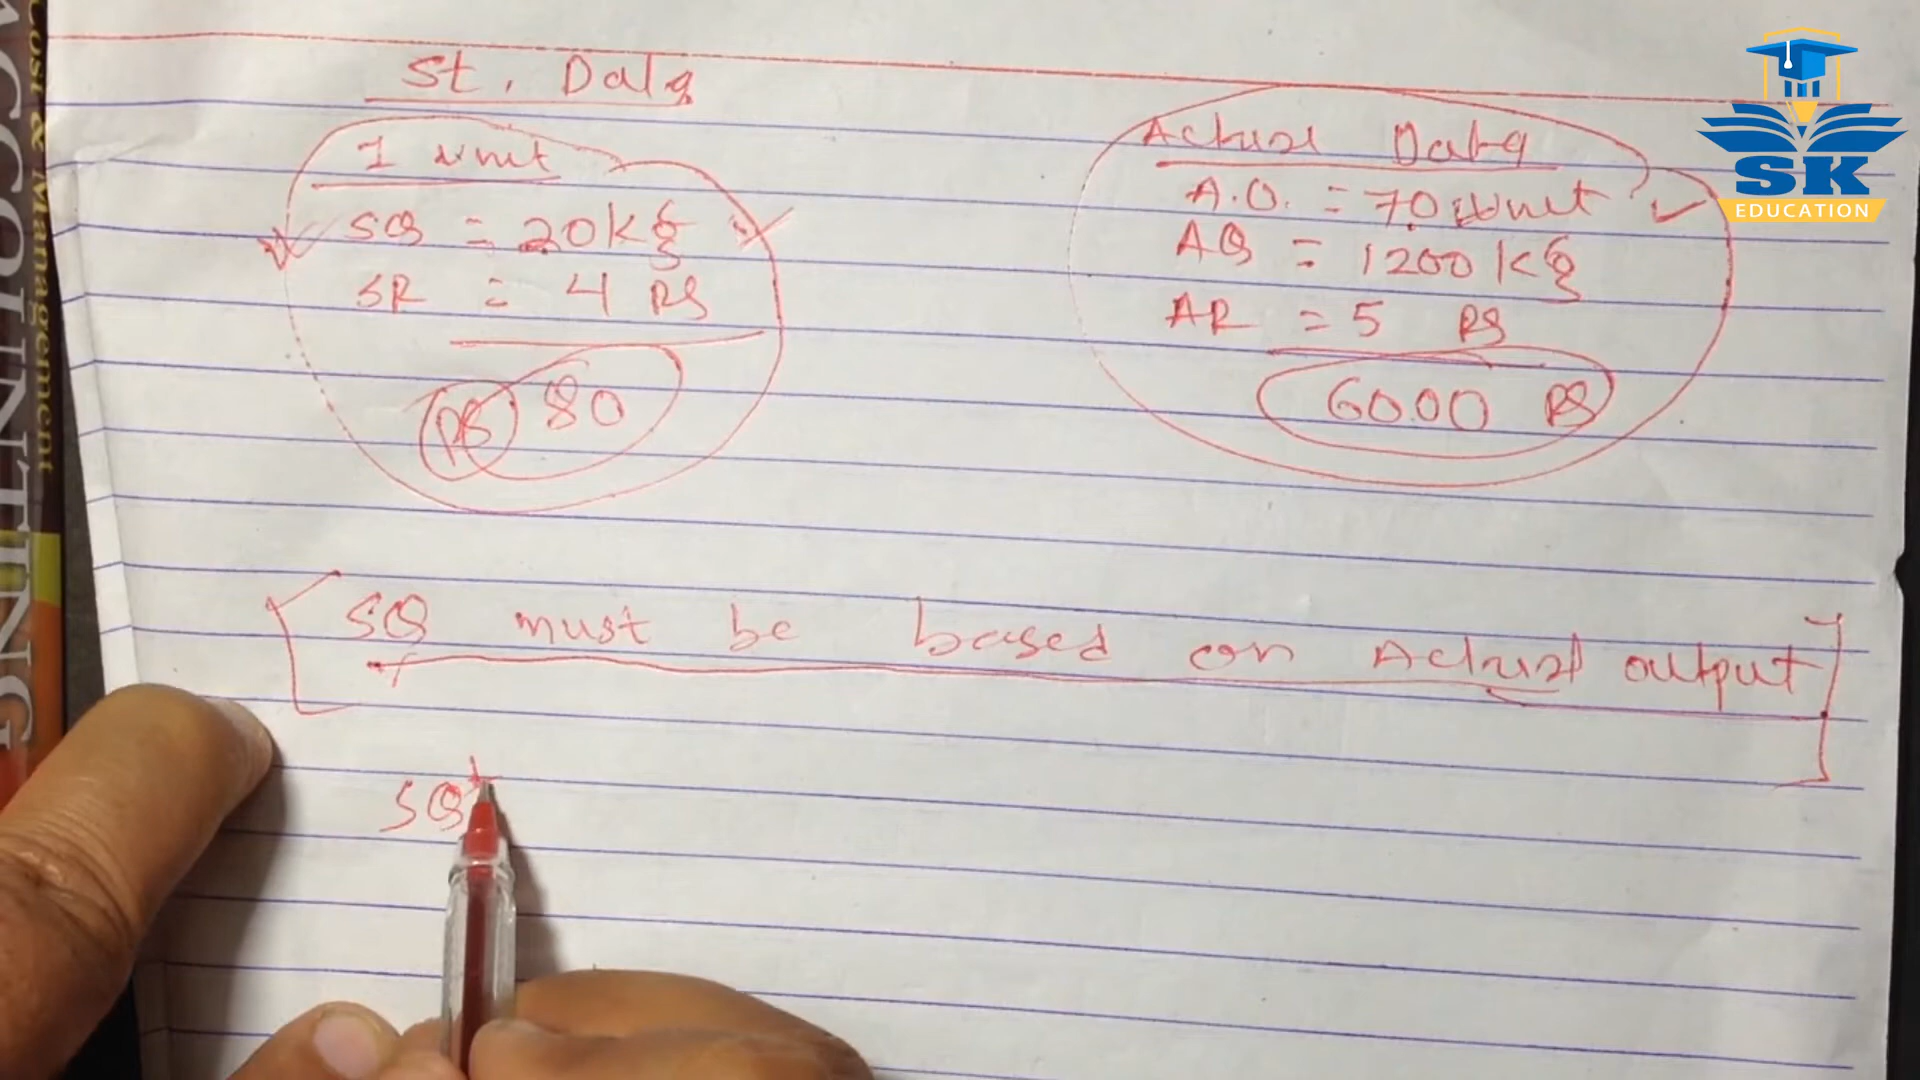 St. Data
1 unit
SQ = 20 kg
SR = 4 RS
RS 80
Actual Data
A.O. = 70 unit
AQ = 1200 kg
AR = 5 RS
6000 RS
SQ must be based on Actual output
SQ
SK
EDUCATION
Cost & Management
ACCOUNTING